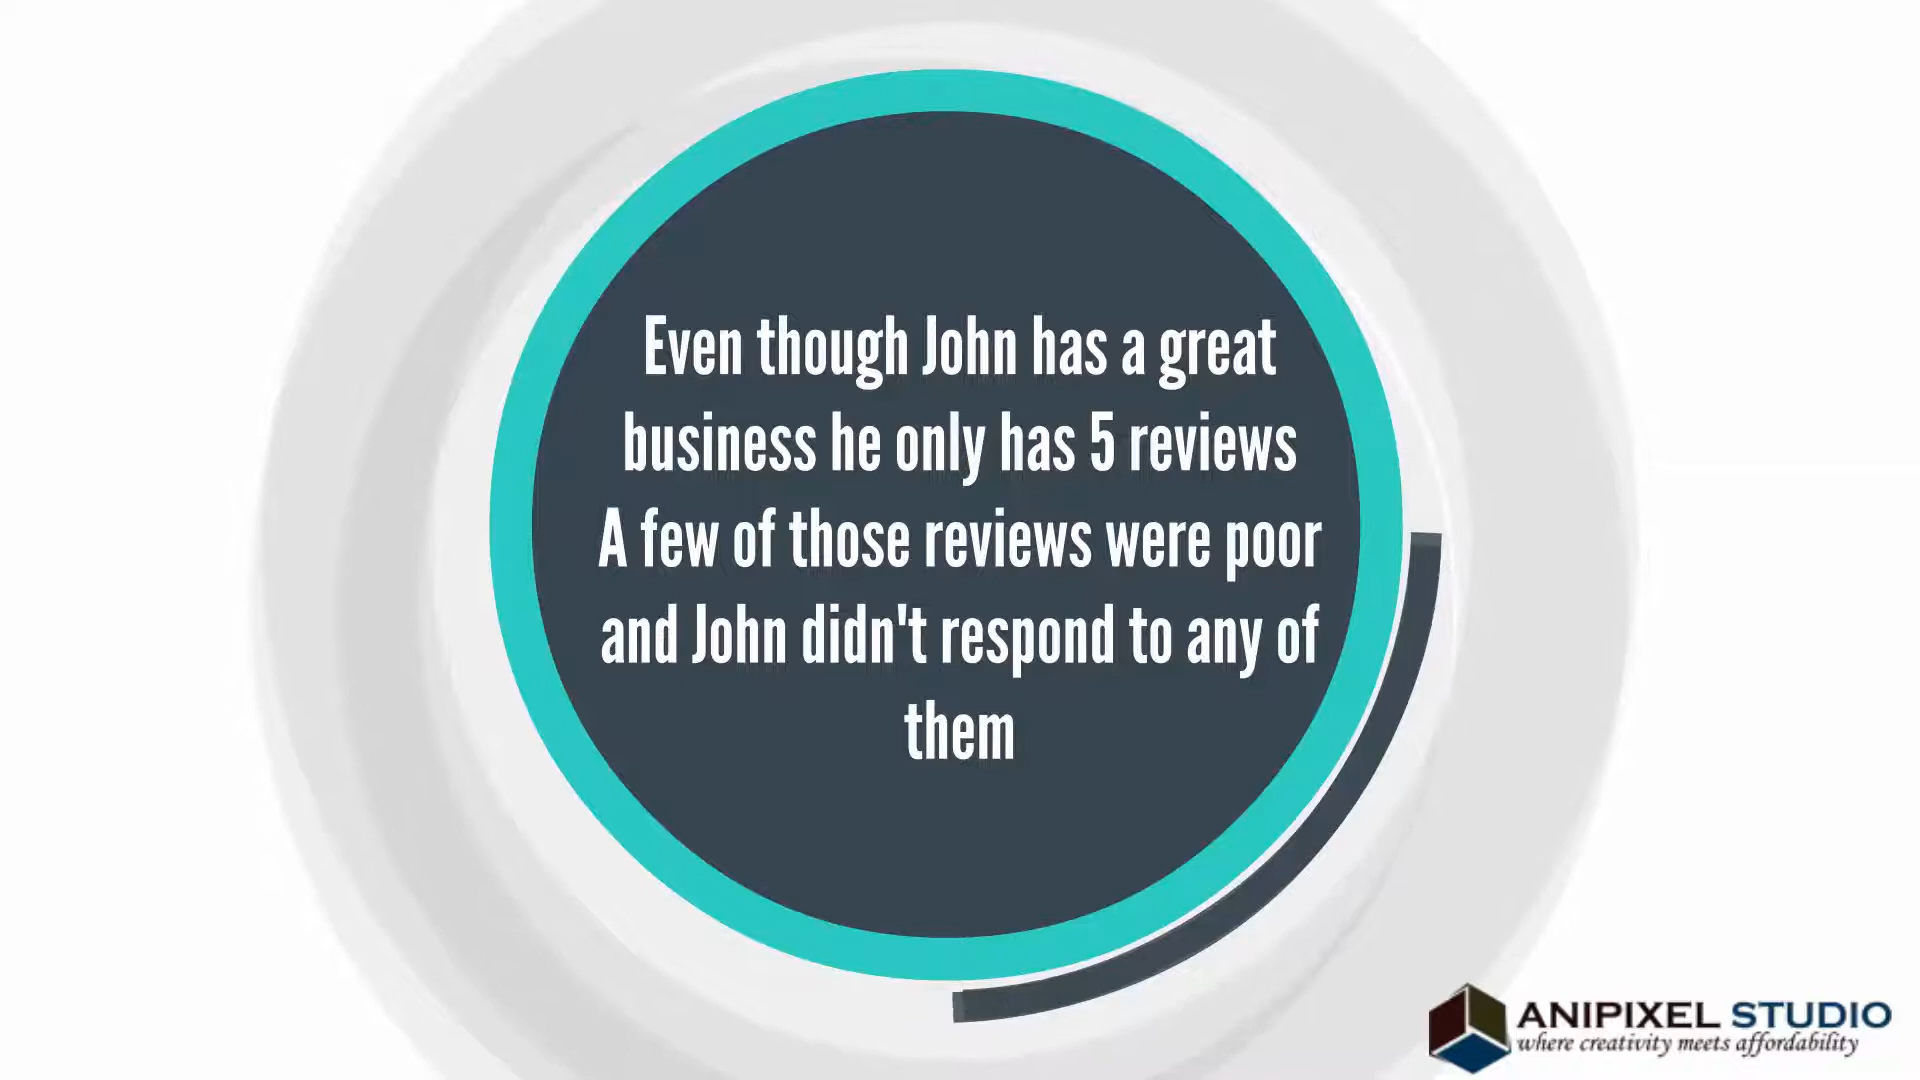 Even though John has a great
business he only has 5 reviews
A few of those reviews were poor
and John didn't respond to any of
them
ANIPIXEL STUDIO
where creativity meets affordability